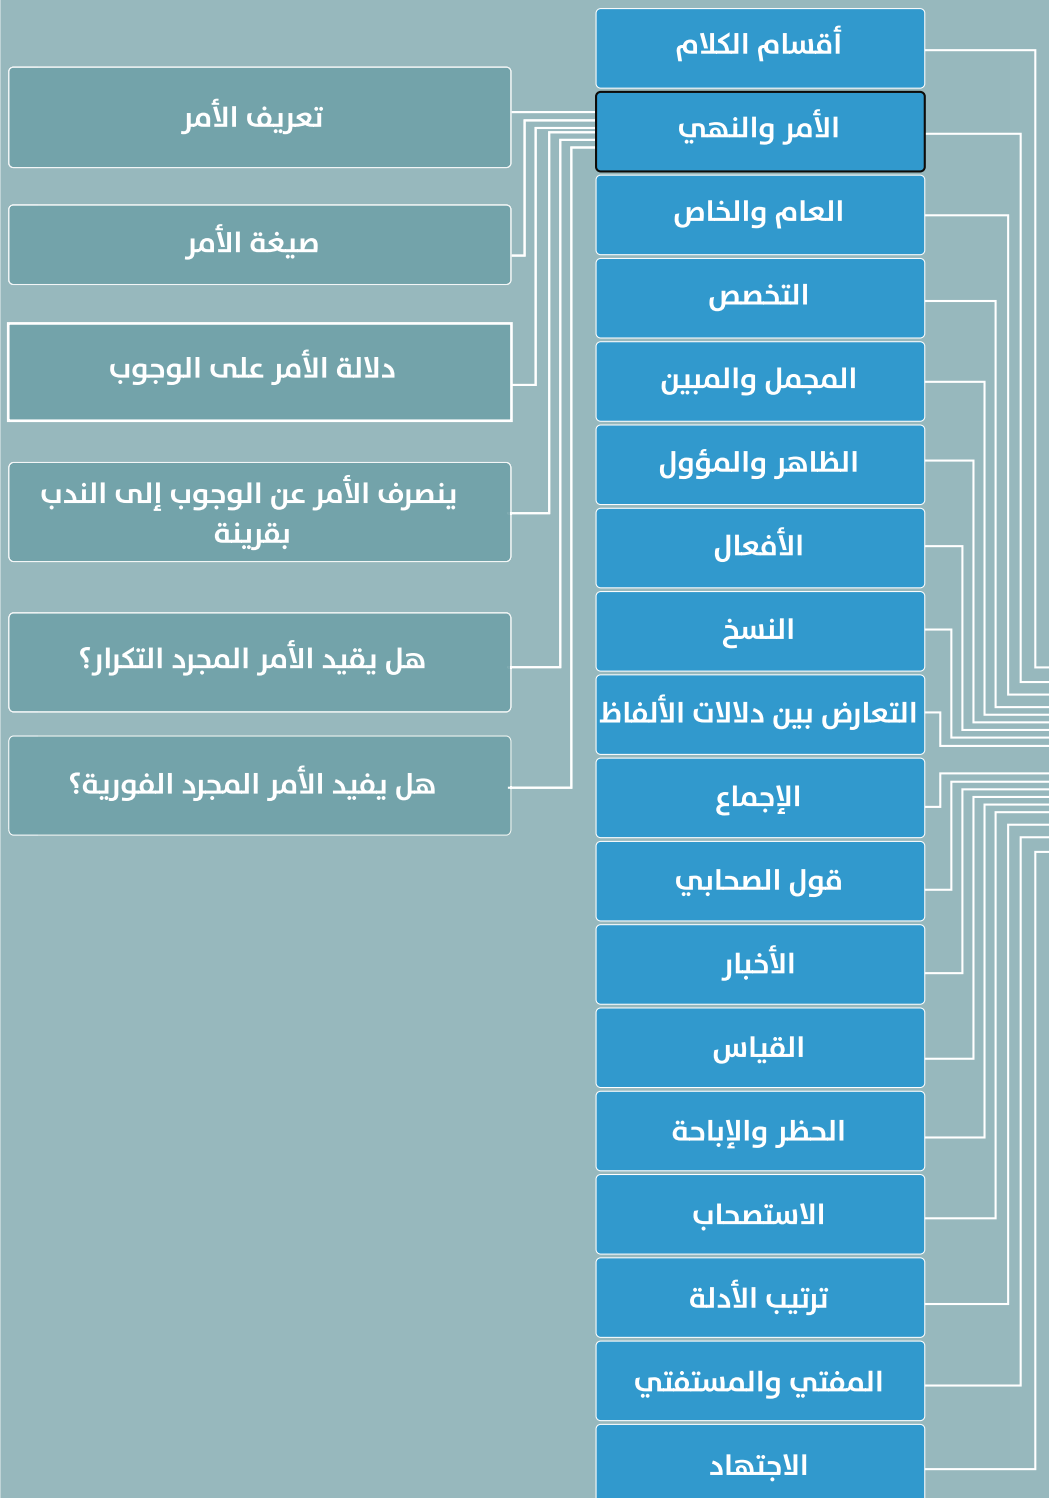 أقسام الكلام
الأمر والنهي
العام والخاص
التخصص
المجمل والمبين
الظاهر والمؤول
الأفعال
النسخ
التعارض بين دلالات الألفاظ
الإجماع
قول الصحابي
الأخبار
القياس
الحظر والإباحة
الاستصحاب
ترتيب الأدلة
المفتي والمستفتي
الاجتهاد
تعريف الأمر
صيغة الأمر
دلالة الأمر على الوجوب
ينصرف الأمر عن الوجوب إلى الندب
بقرينة
هل يقيد الأمر المجرد التكرار؟
هل يفيد الأمر المجرد الفورية؟